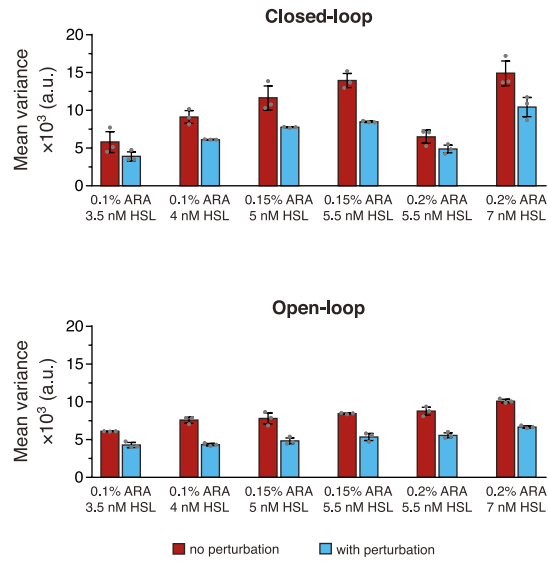 Closed-loop
Mean variance
×10³ (a.u.)
20
15
10
5
0
0.1% ARA 0.1% ARA 0.15% ARA 0.15% ARA 0.2% ARA 0.2% ARA
3.5 nM HSL 4 nM HSL 5 nM HSL 5.5 nM HSL 5.5 nM HSL 7 nM HSL
Open-loop
Mean variance
×10³ (a.u.)
20
15
10
5
0
0.1% ARA 0.1% ARA 0.15% ARA 0.15% ARA 0.2% ARA 0.2% ARA
3.5 nM HSL 4 nM HSL 5 nM HSL 5.5 nM HSL 5.5 nM HSL 7 nM HSL
no perturbation with perturbation